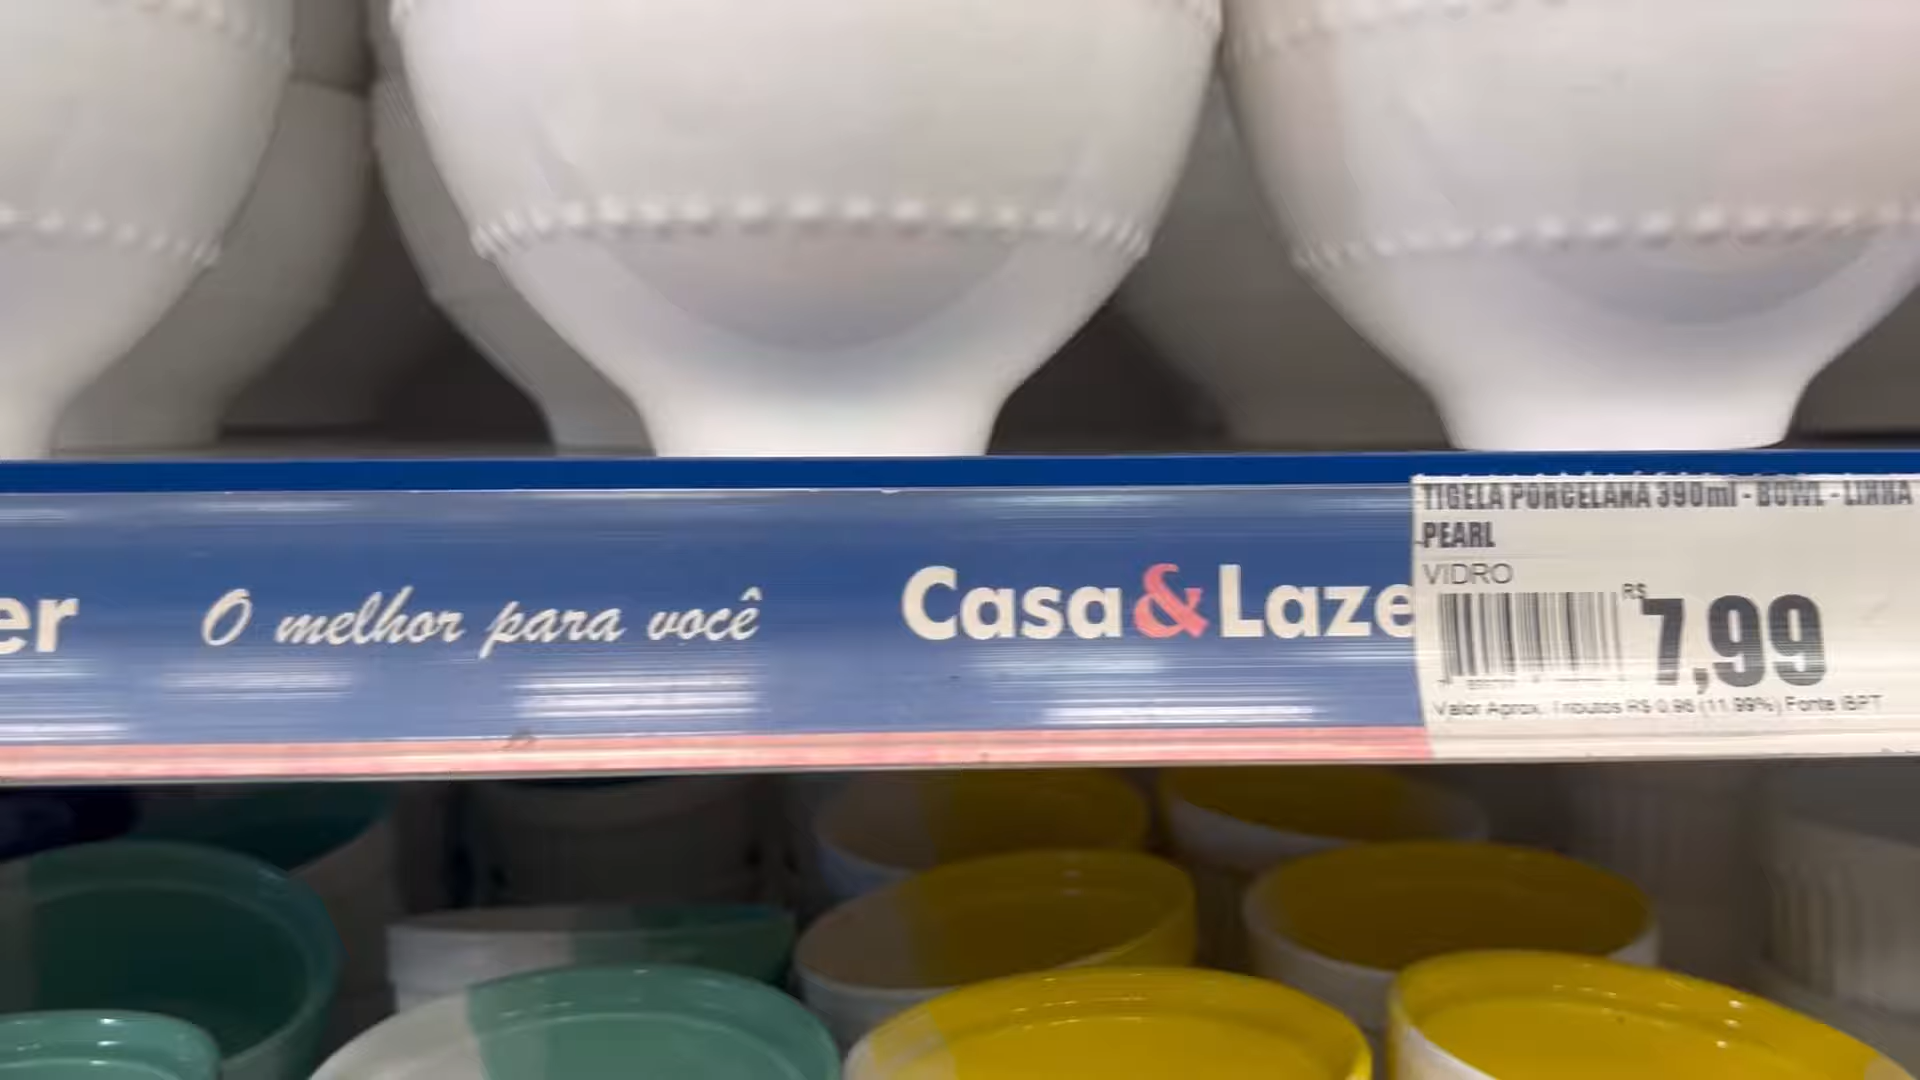 er
O melhor para você
Casa&Laze
TIGELA PORCELANA 390ml - BOWL - LINHA
PEARL
VIDRO
R$ 7,99
Valor Aprox. Tributos R$ 0.96 (11.99%) Fonte IBPT